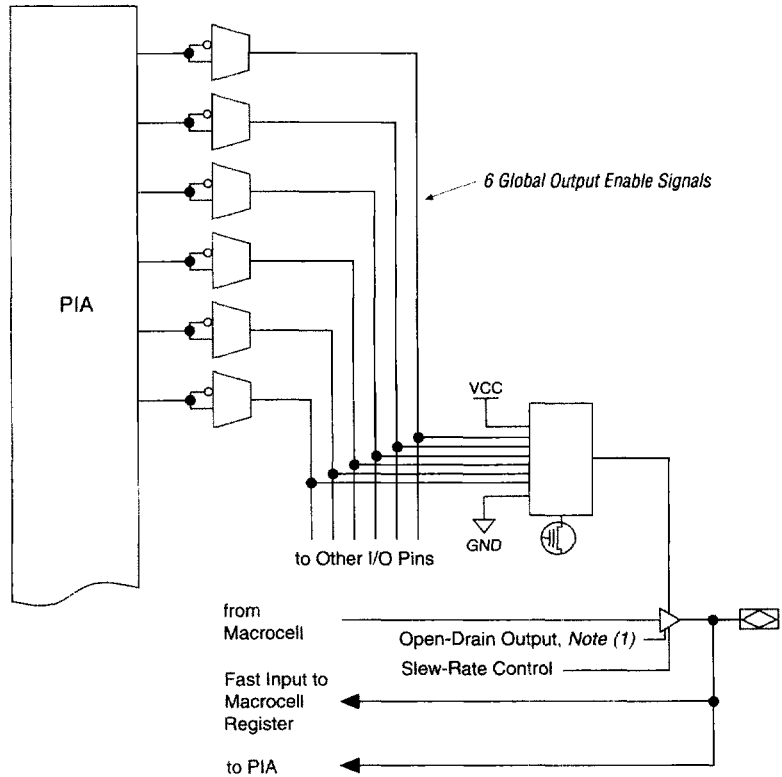 6 Global Output Enable Signals
PIA
VCC
GND
to Other I/O Pins
from
Macrocell
Open-Drain Output, Note (1)
Slew-Rate Control
Fast Input to
Macrocell
Register
to PIA